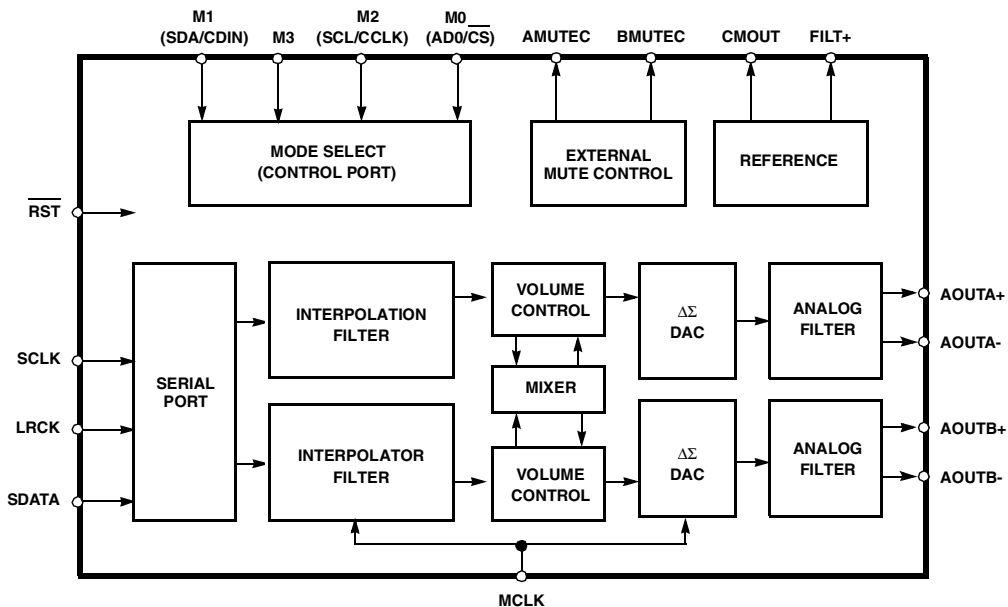 M1
(SDA/CDIN)
M3
M2
(SCL/CCLK)
M0
(AD0/C̅S̅)
AMUTEC
BMUTEC
CMOUT
FILT+
MODE SELECT
(CONTROL PORT)
EXTERNAL
MUTE CONTROL
REFERENCE
R̅S̅T̅
SERIAL
PORT
INTERPOLATION
FILTER
VOLUME
CONTROL
ΔΣ
DAC
ANALOG
FILTER
AOUTA+
AOUTA-
SCLK
MIXER
LRCK
INTERPOLATOR
FILTER
VOLUME
CONTROL
ΔΣ
DAC
ANALOG
FILTER
AOUTB+
AOUTB-
SDATA
MCLK